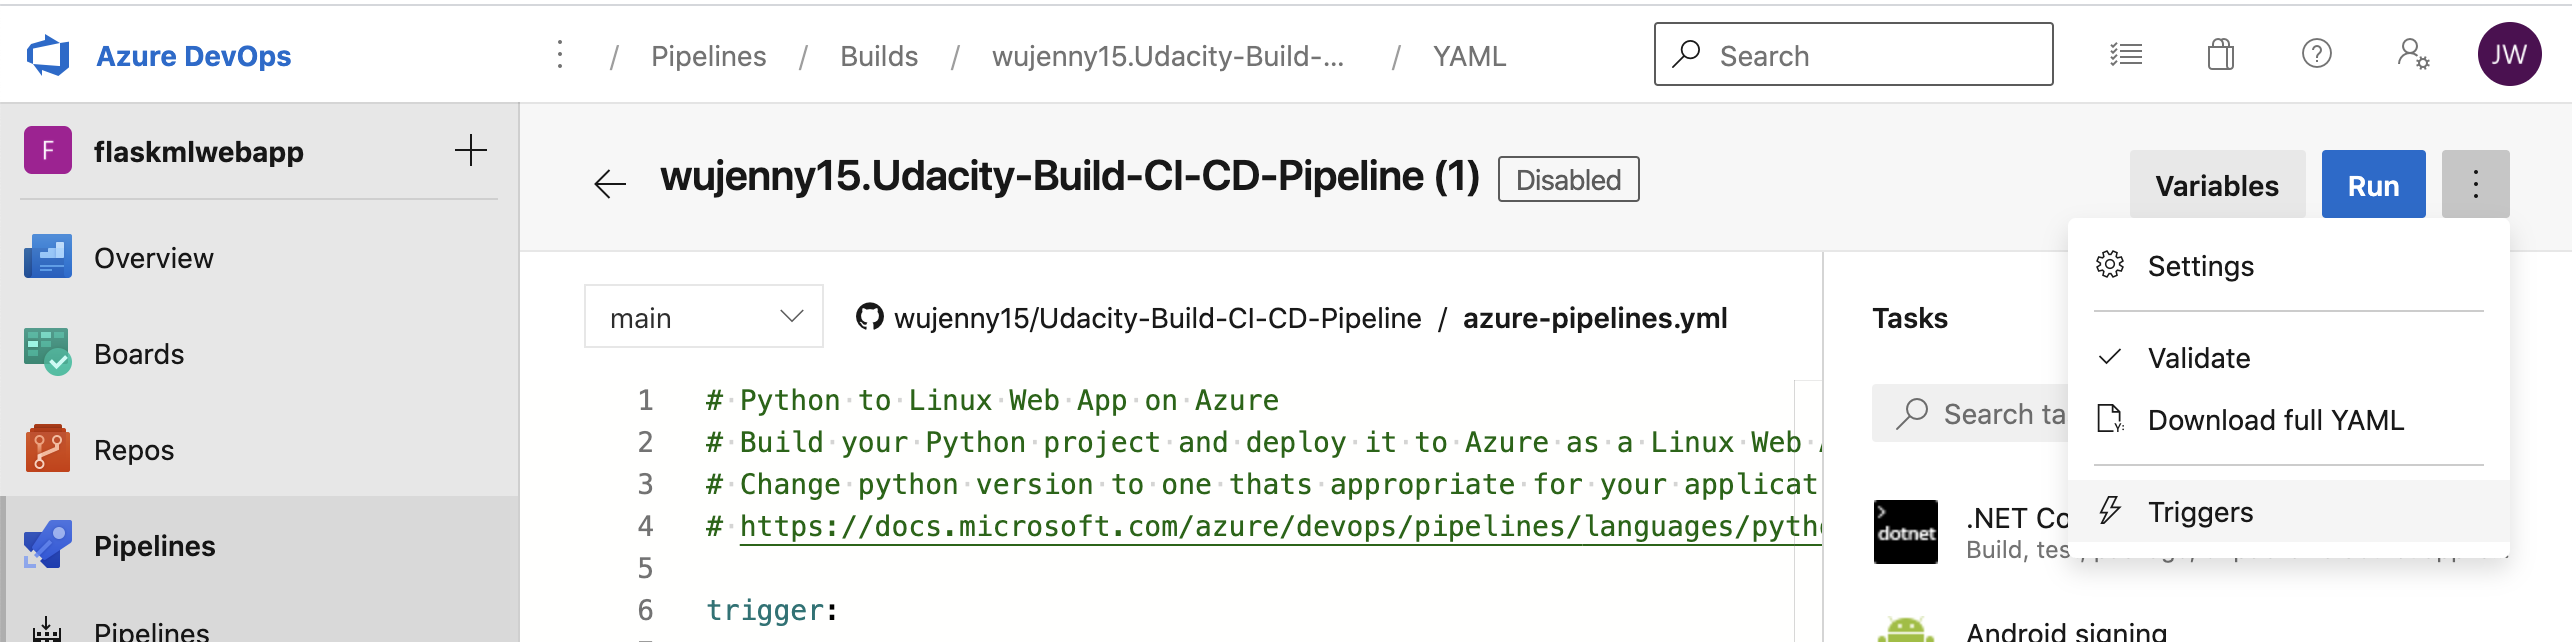 Azure DevOps
/ Pipelines / Builds / wujenny15.Udacity-Build-... / YAML
Search
JW
F flaskmlwebapp
Overview
Boards
Repos
Pipelines
Pipelines
wujenny15.Udacity-Build-CI-CD-Pipeline (1) Disabled
Variables
Run
Settings
Validate
Download full YAML
Triggers
main
wujenny15/Udacity-Build-CI-CD-Pipeline / azure-pipelines.yml
1 # Python to Linux Web App on Azure
2 # Build your Python project and deploy it to Azure as a Linux Web
3 # Change python version to one thats appropriate for your applicat
4 # https://docs.microsoft.com/azure/devops/pipelines/languages/pyth
5
6 trigger:
Tasks
Search ta
dotnet
.NET Co
Build, tes
Android signing